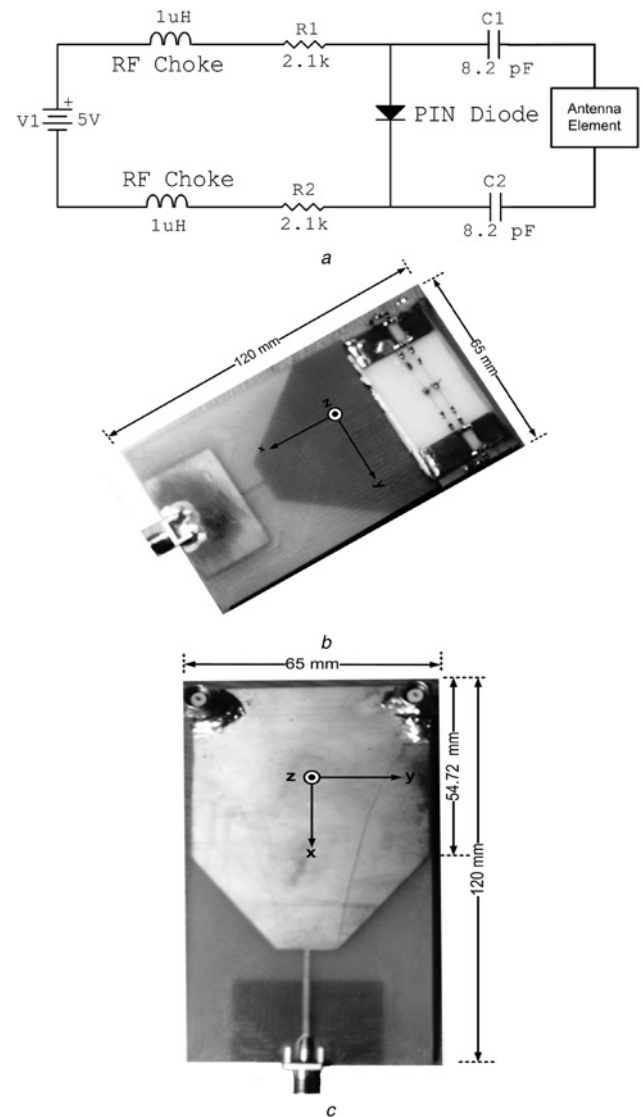 1uH
RF Choke
R1
2.1k
C1
8.2 pF
V1
+
5V
PIN Diode
Antenna
Element
RF Choke
1uH
R2
2.1k
C2
8.2 pF
a
120 mm
65 mm
z
x
y
b
65 mm
z
y
x
54.72 mm
120 mm
c